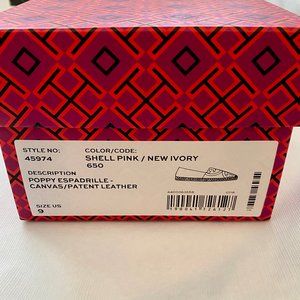 STYLE NO: COLOR/CODE:
45974 SHELL PINK / NEW IVORY
650
DESCRIPTION
POPPY ESPADRILLE -
CANVAS/PATENT LEATHER
SIZE US
9